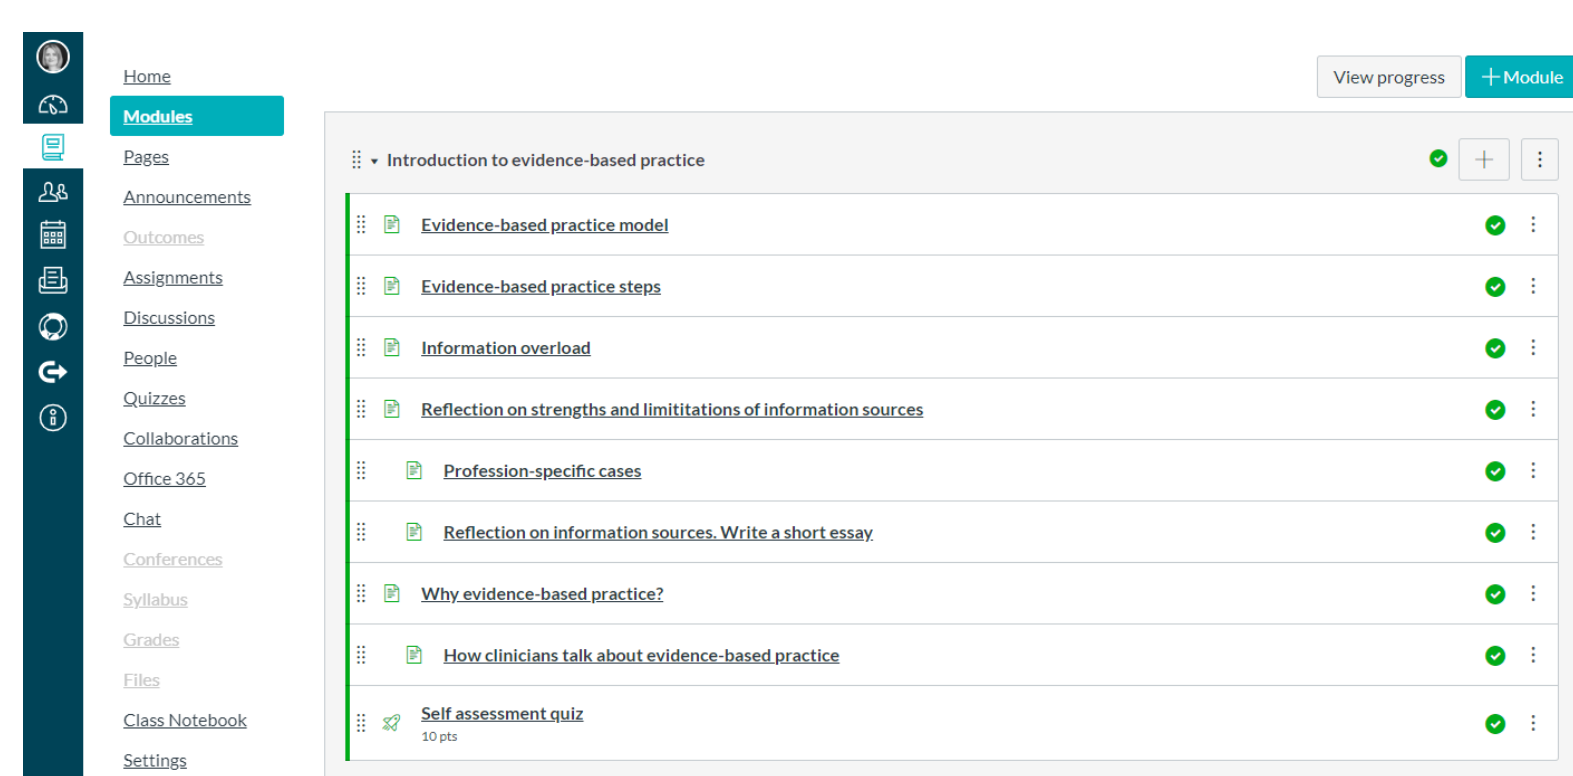 Home
Modules
Pages
Announcements
Outcomes
Assignments
Discussions
People
Quizzes
Collaborations
Office 365
Chat
Conferences
Syllabus
Grades
Files
Class Notebook
Settings
View progress
+Module
Introduction to evidence-based practice
Evidence-based practice model
Evidence-based practice steps
Information overload
Reflection on strengths and limititations of information sources
Profession-specific cases
Reflection on information sources. Write a short essay
Why evidence-based practice?
How clinicians talk about evidence-based practice
Self assessment quiz
10 pts